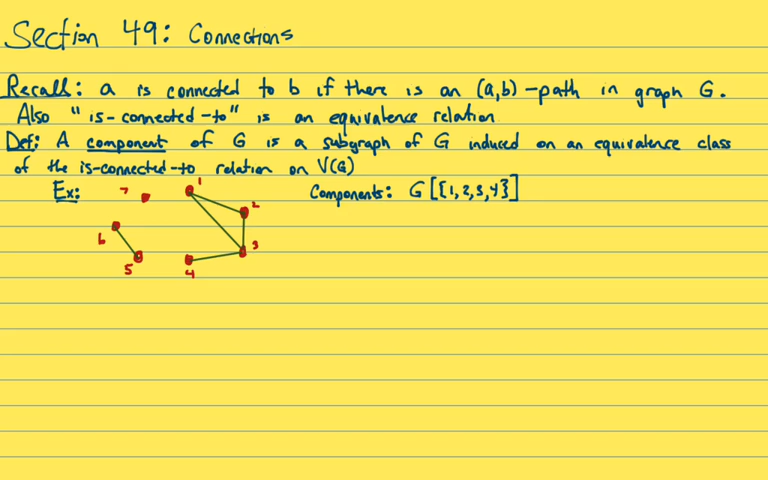 Section 49: Connections
Recall: a is connected to b if there is an (a,b)-path in graph G.
Also "is-connected-to" is an equivalence relation
Def: A component of G is a subgraph of G induced on an equivalence class
of the is-connected-to relation on V(G)
Ex: 7 1 Components: G[{1,2,3,4}]
2
6 3
5 4